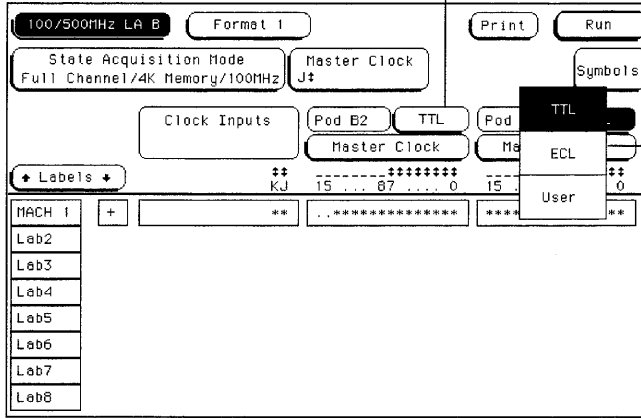 100/500MHz LA B Format 1 Print Run
State Acquisition Mode
Full Channel/4K Memory/100MHz
Master Clock
J‡
Symbols
Clock Inputs Pod B2 TTL Pod
Master Clock
TTL
ECL
User
↑ Labels ↓
‡‡ --------‡‡‡‡‡‡‡‡
KJ 15 ... 87 .... 0 15 0
MACH 1 + ** ..************** **** **
Lab2
Lab3
Lab4
Lab5
Lab6
Lab7
Lab8